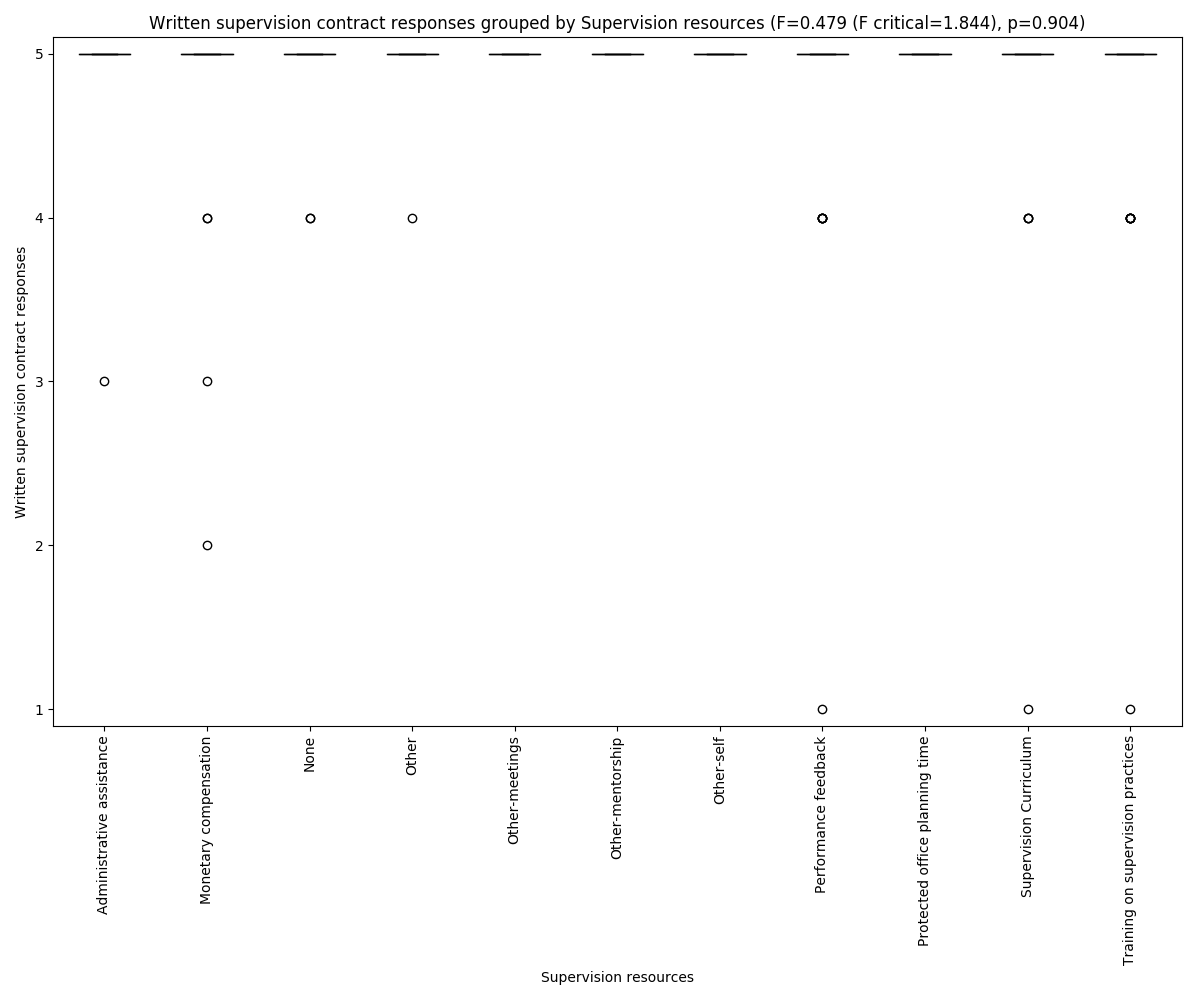 Written supervision contract responses grouped by Supervision resources (F=0.479 (F critical=1.844), p=0.904)
Written supervision contract responses
5
4
3
2
1
Administrative assistance
Monetary compensation
None
Other
Other-meetings
Other-mentorship
Other-self
Performance feedback
Protected office planning time
Supervision Curriculum
Training on supervision practices
Supervision resources